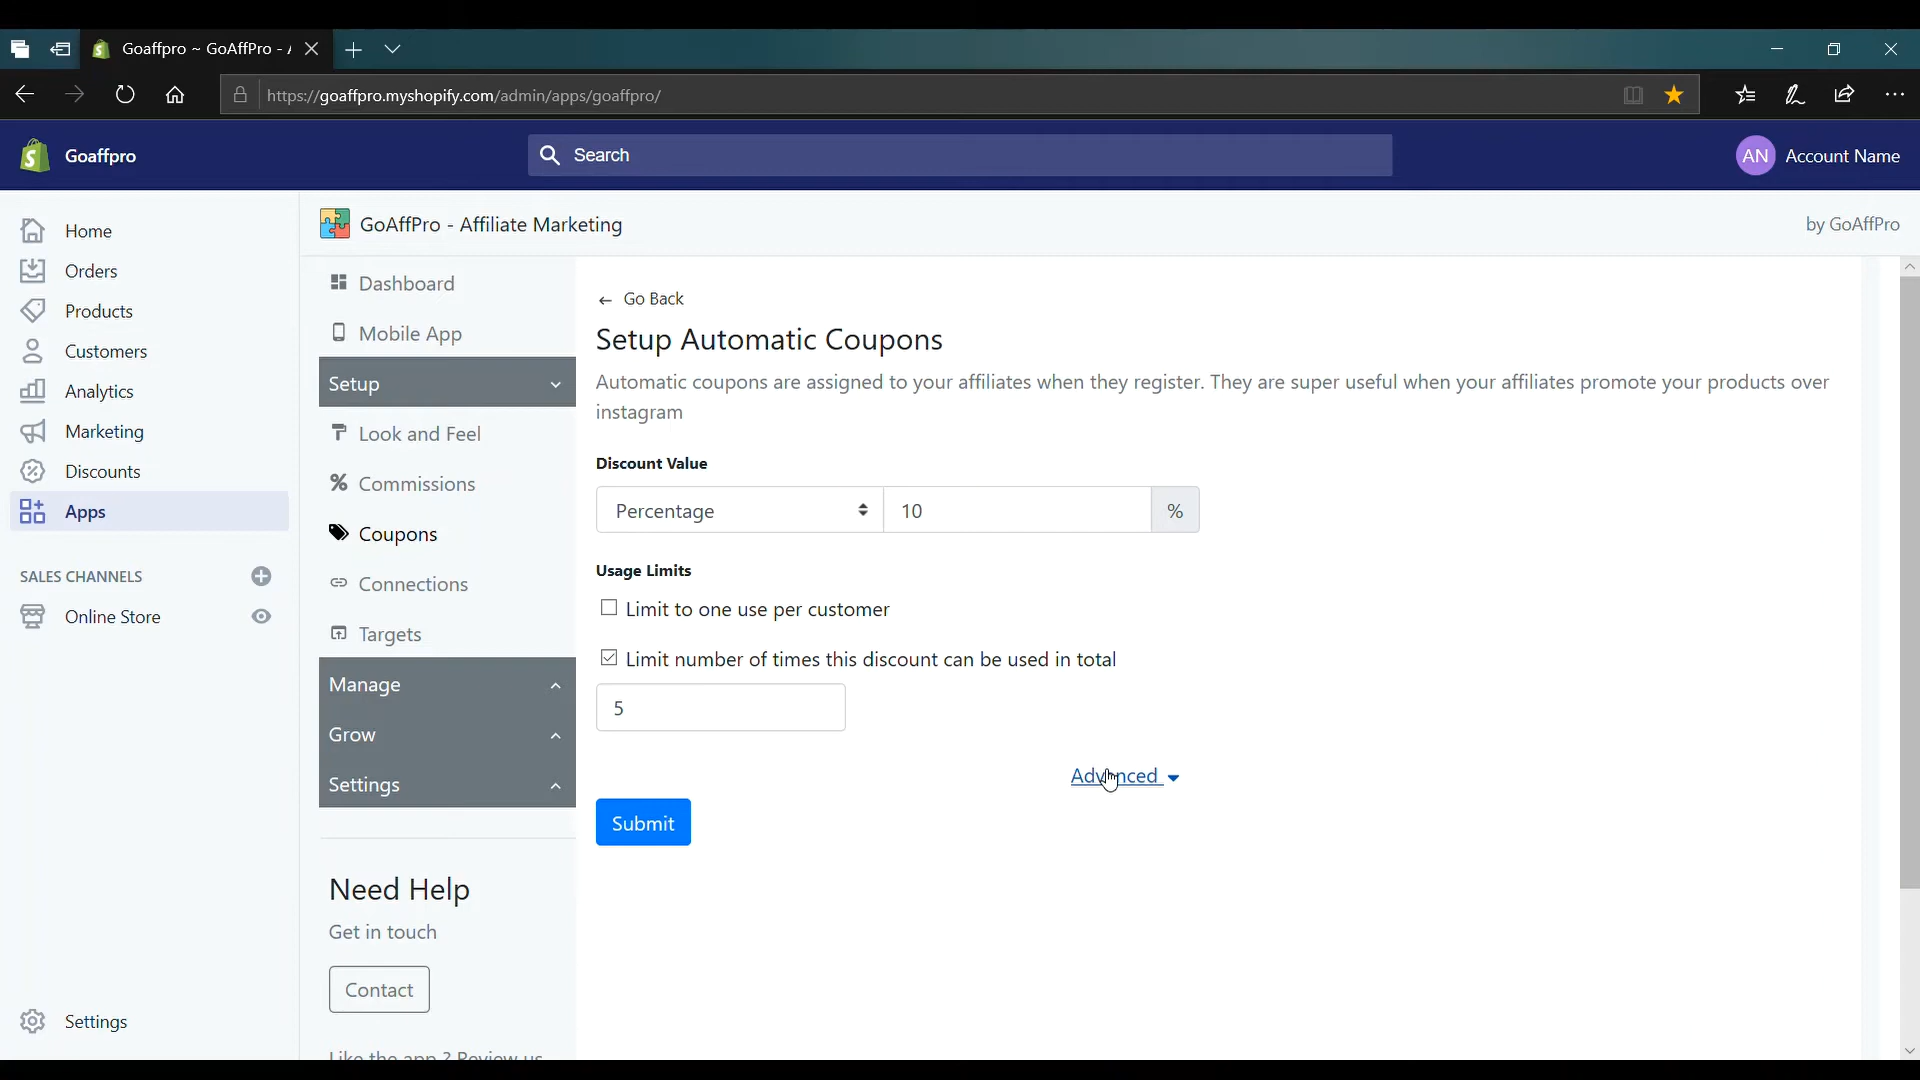 Goaffpro ~ GoAffPro - A
https://goaffpro.myshopify.com/admin/apps/goaffpro/
Goaffpro
Search
AN Account Name
Home
Orders
Products
Customers
Analytics
Marketing
Discounts
Apps
SALES CHANNELS
Online Store
Settings
GoAffPro - Affiliate Marketing
by GoAffPro
Dashboard
Mobile App
Setup
Look and Feel
Commissions
Coupons
Connections
Targets
Manage
Grow
Settings
Need Help
Get in touch
Contact
Like the app ? Review us
← Go Back
Setup Automatic Coupons
Automatic coupons are assigned to your affiliates when they register. They are super useful when your affiliates promote your products over
instagram
Discount Value
Percentage 10 %
Usage Limits
Limit to one use per customer
Limit number of times this discount can be used in total
5
Advanced
Submit